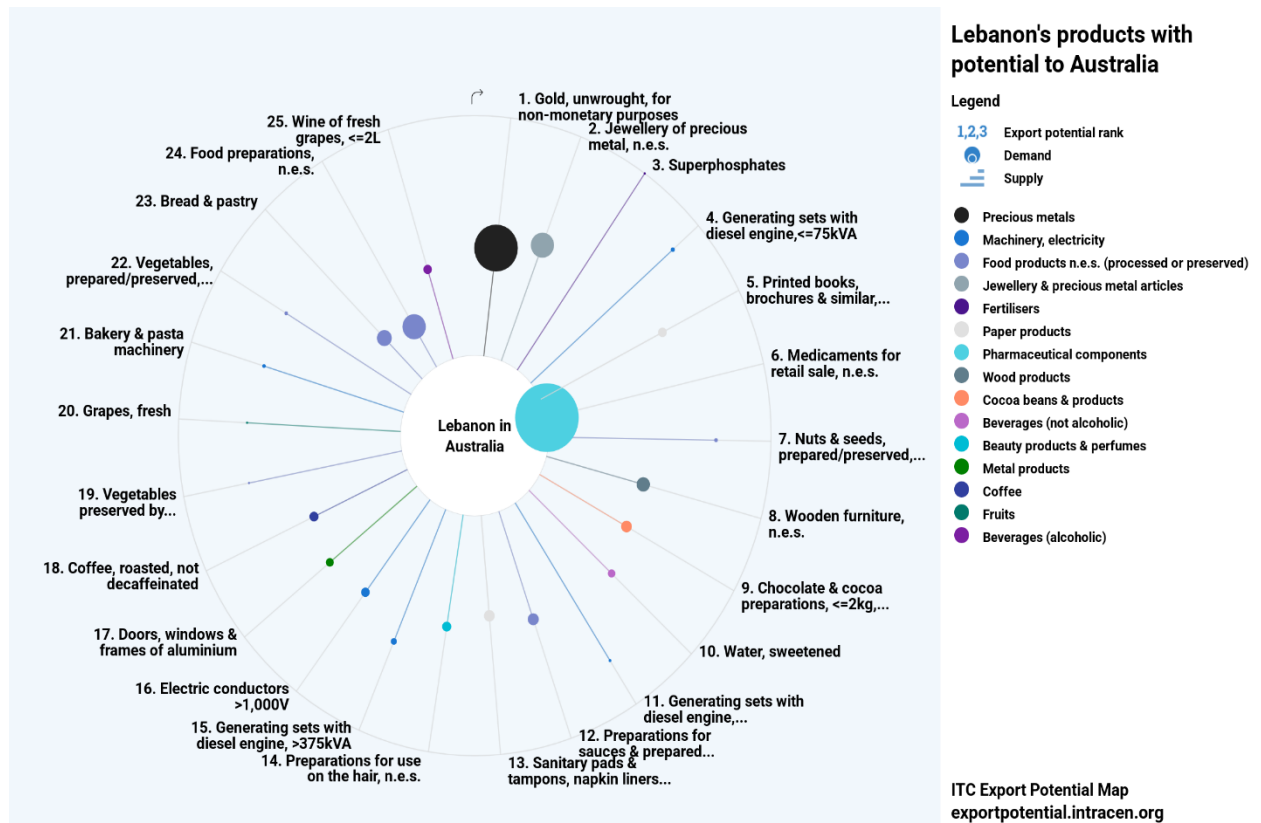 Lebanon's products with
potential to Australia
Legend
1,2,3 Export potential rank
Demand
Supply
Precious metals
Machinery, electricity
Food products n.e.s. (processed or preserved)
Jewellery & precious metal articles
Fertilisers
Paper products
Pharmaceutical components
Wood products
Cocoa beans & products
Beverages (not alcoholic)
Beauty products & perfumes
Metal products
Coffee
Fruits
Beverages (alcoholic)
Lebanon in
Australia
1. Gold, unwrought, for
non-monetary purposes
2. Jewellery of precious
metal, n.e.s.
3. Superphosphates
4. Generating sets with
diesel engine,<=75kVA
5. Printed books,
brochures & similar,...
6. Medicaments for
retail sale, n.e.s.
7. Nuts & seeds,
prepared/preserved,...
8. Wooden furniture,
n.e.s.
9. Chocolate & cocoa
preparations, <=2kg,...
10. Water, sweetened
11. Generating sets with
diesel engine,...
12. Preparations for
sauces & prepared...
13. Sanitary pads &
tampons, napkin liners...
14. Preparations for use
on the hair, n.e.s.
15. Generating sets with
diesel engine, >375kVA
16. Electric conductors
>1,000V
17. Doors, windows &
frames of aluminium
18. Coffee, roasted, not
decaffeinated
19. Vegetables
preserved by...
20. Grapes, fresh
21. Bakery & pasta
machinery
22. Vegetables,
prepared/preserved,...
23. Bread & pastry
24. Food preparations,
n.e.s.
25. Wine of fresh
grapes, <=2L
ITC Export Potential Map
exportpotential.intracen.org